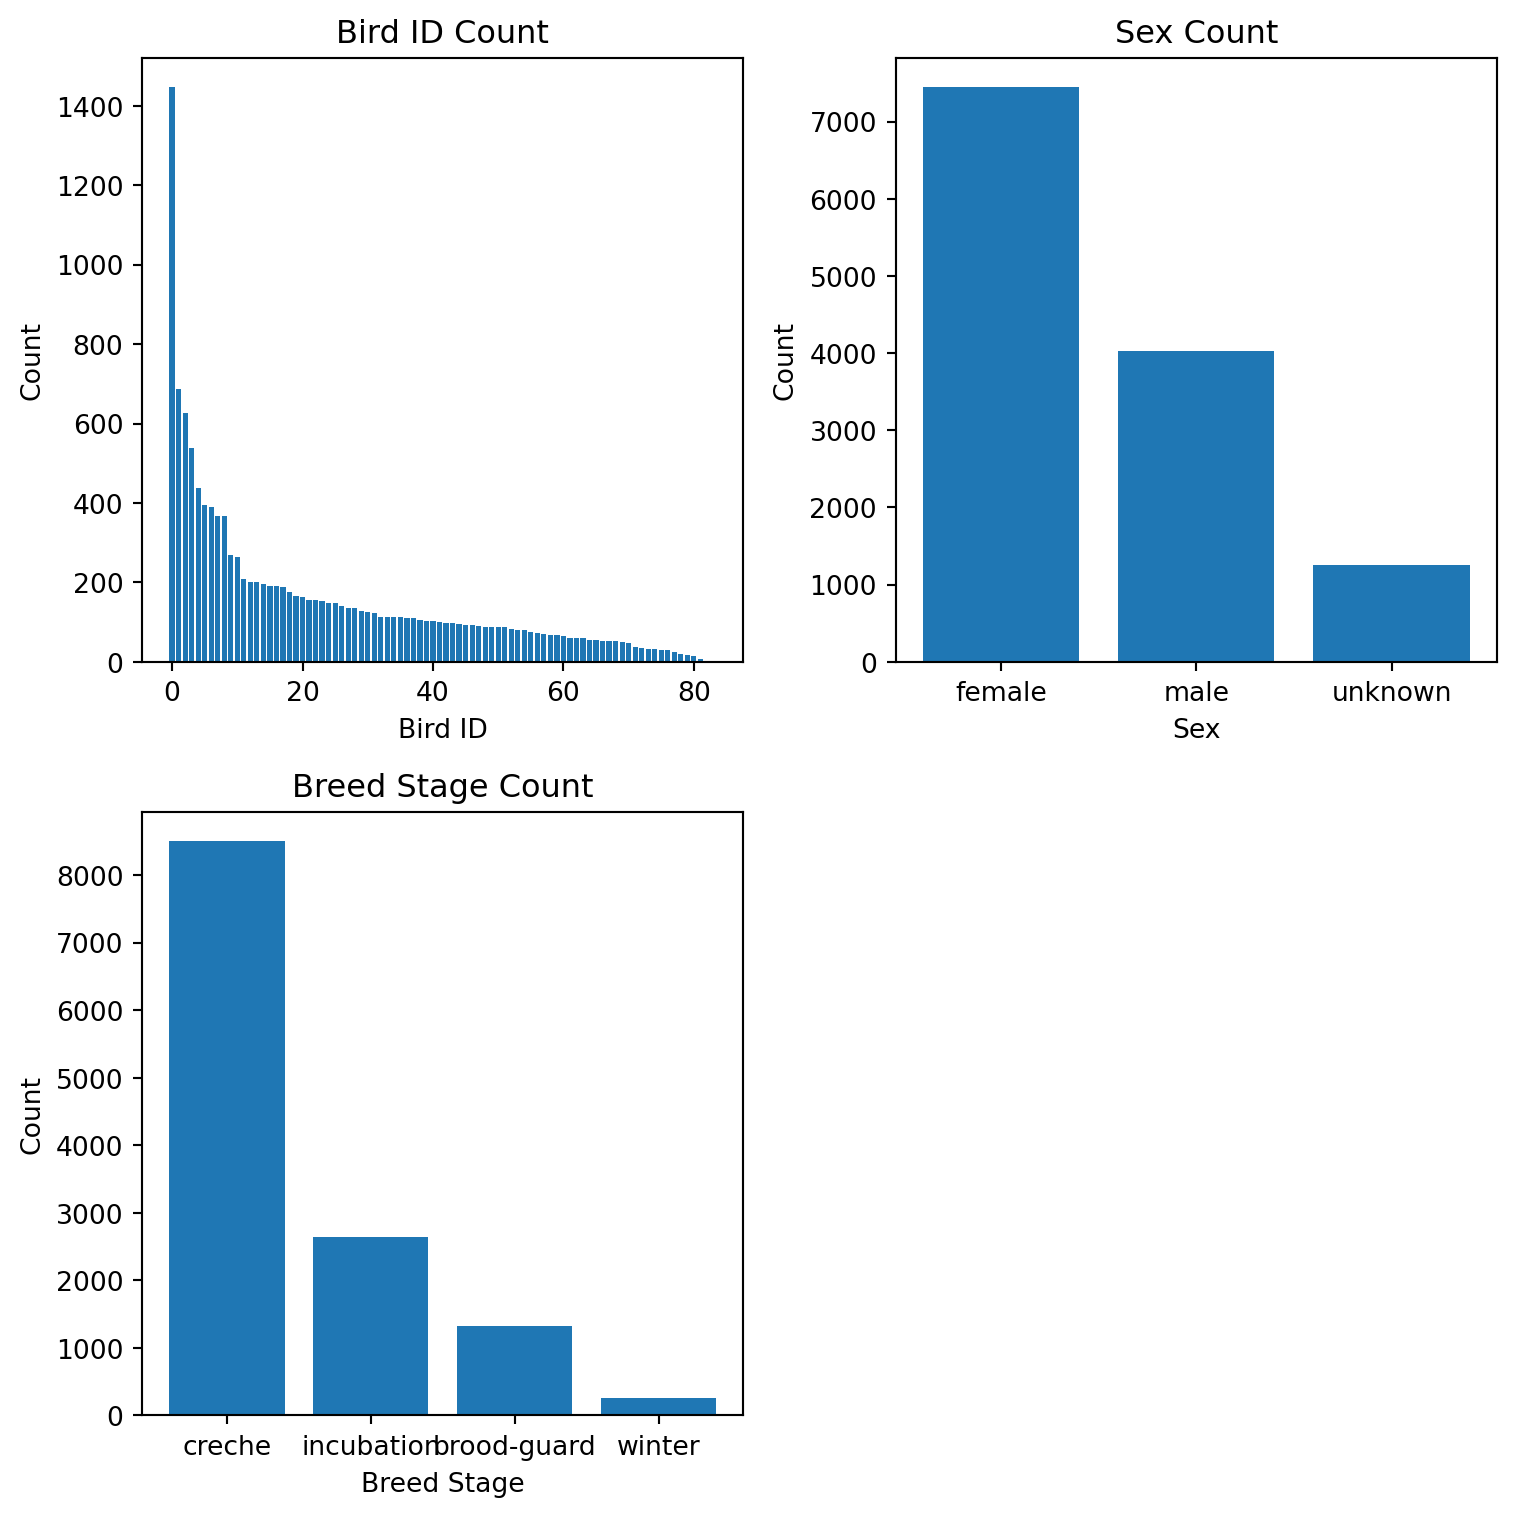 Bird ID Count
1400
1200
1000
800
600
400
200
0
Count
0 20 40 60 80
Bird ID
Sex Count
7000
6000
5000
4000
3000
2000
1000
0
Count
female male unknown
Sex
Breed Stage Count
8000
7000
6000
5000
4000
3000
2000
1000
0
Count
creche incubation brood-guard winter
Breed Stage